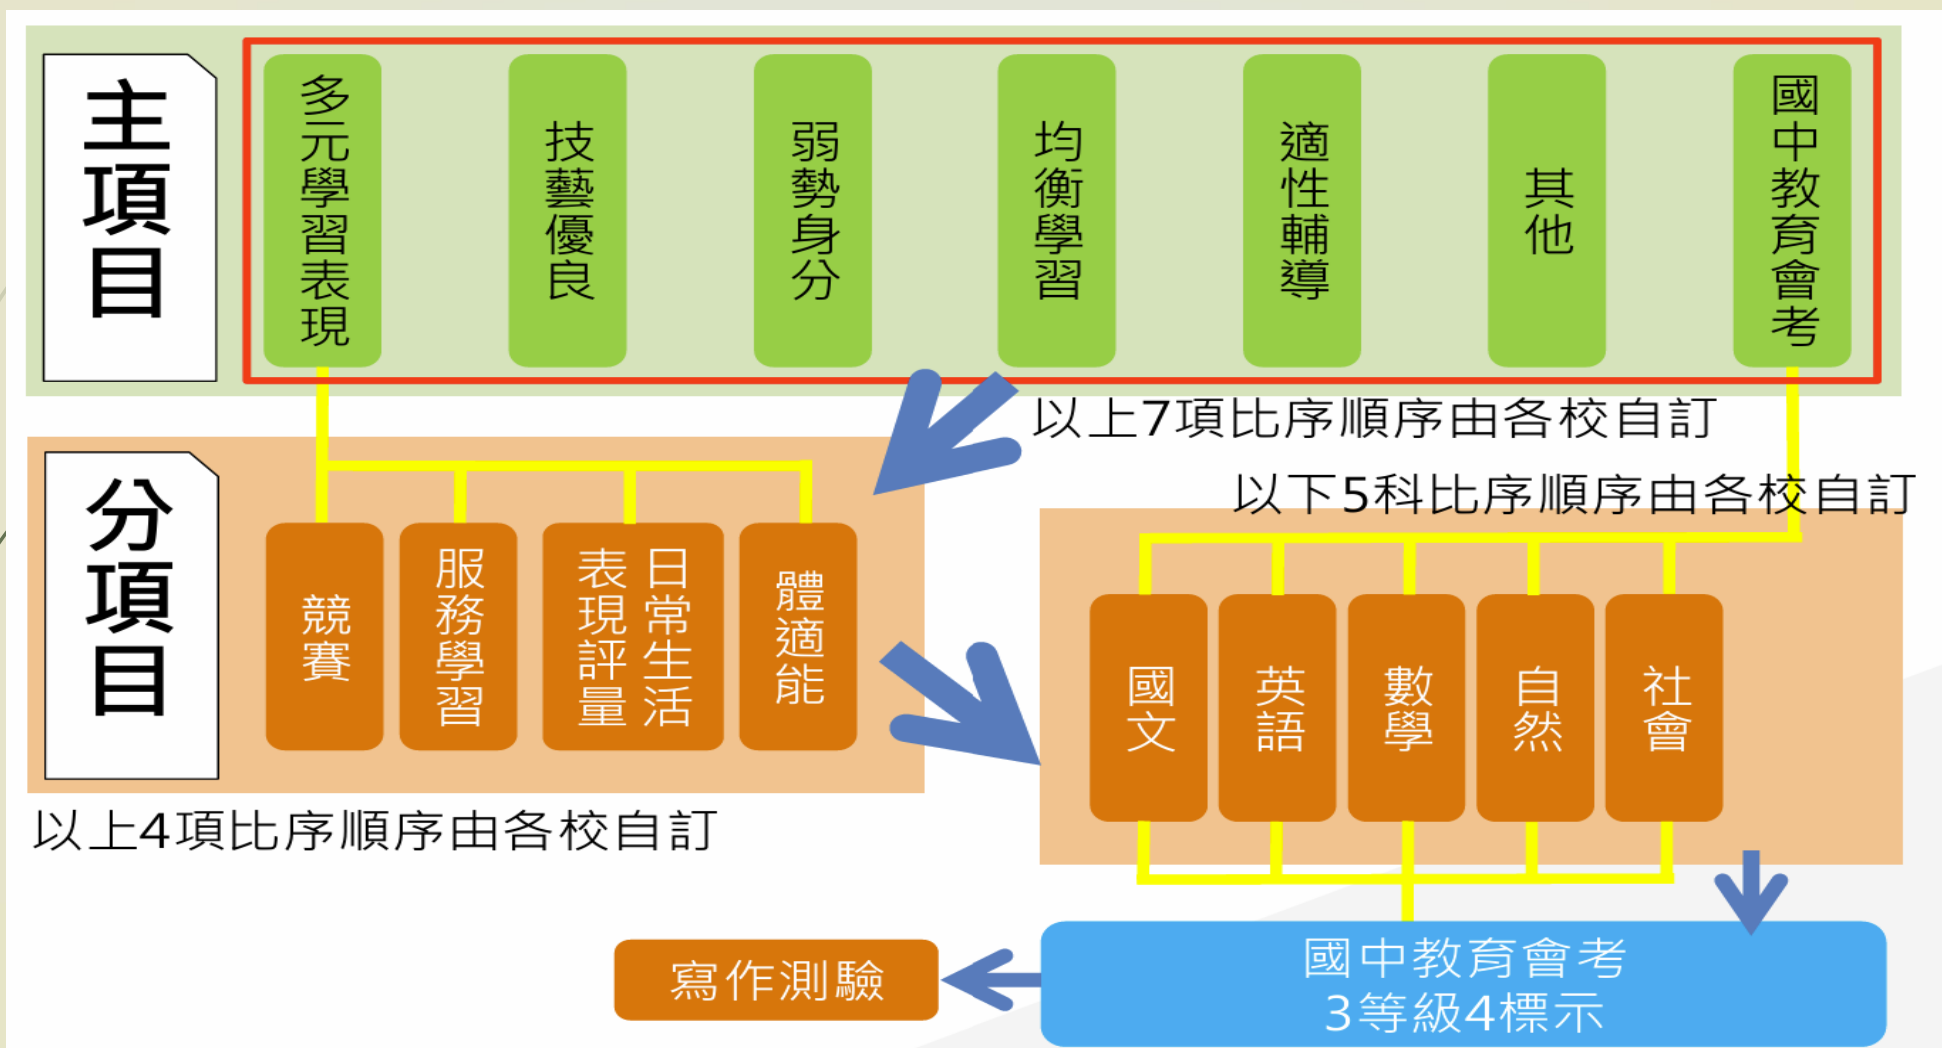 主項目
多元學習表現
技藝優良
弱勢身分
均衡學習
適性輔導
其他
國中教育會考
以上7項比序順序由各校自訂
分項目
競賽
服務學習
日常生活
表現評量
體適能
以上4項比序順序由各校自訂
以下5科比序順序由各校自訂
國文
英語
數學
自然
社會
國中教育會考
3等級4標示
寫作測驗